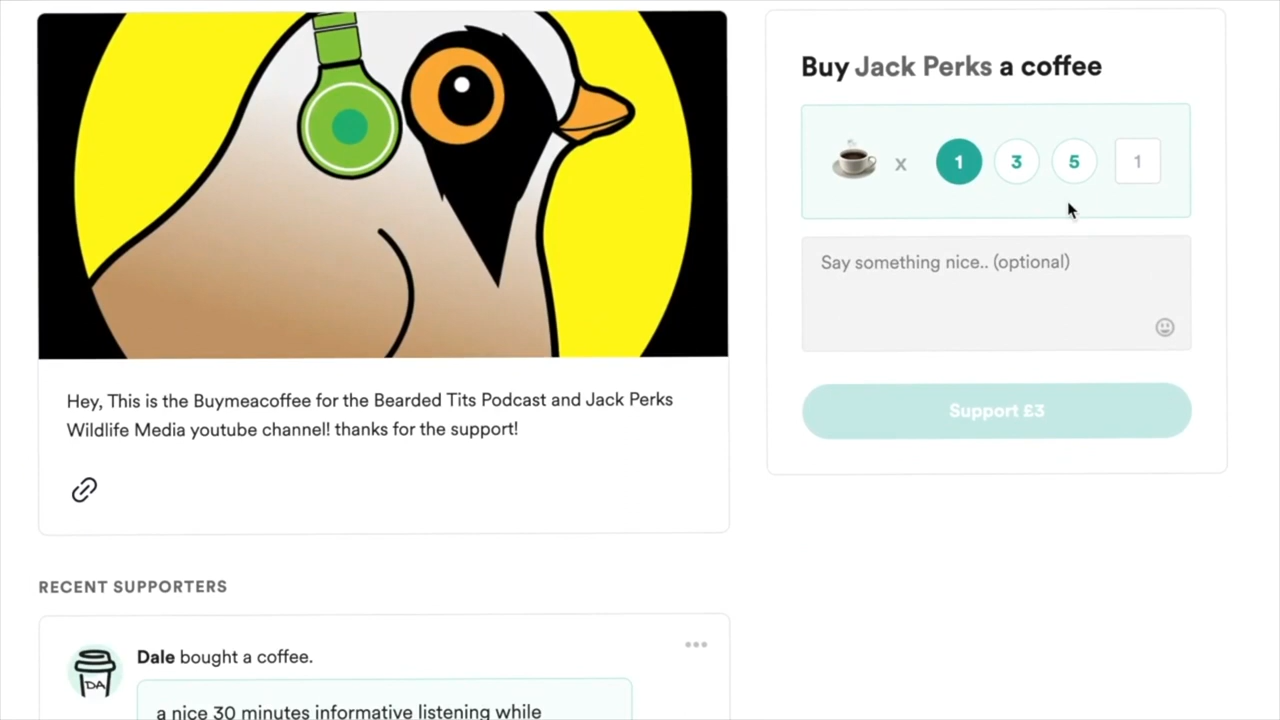 Buy Jack Perks a coffee
x 1 3 5 1
Say something nice.. (optional)
Support £3
Hey, This is the Buymeacoffee for the Bearded Tits Podcast and Jack Perks
Wildlife Media youtube channel! thanks for the support!
RECENT SUPPORTERS
Dale bought a coffee.
DA
a nice 30 minutes informative listening while